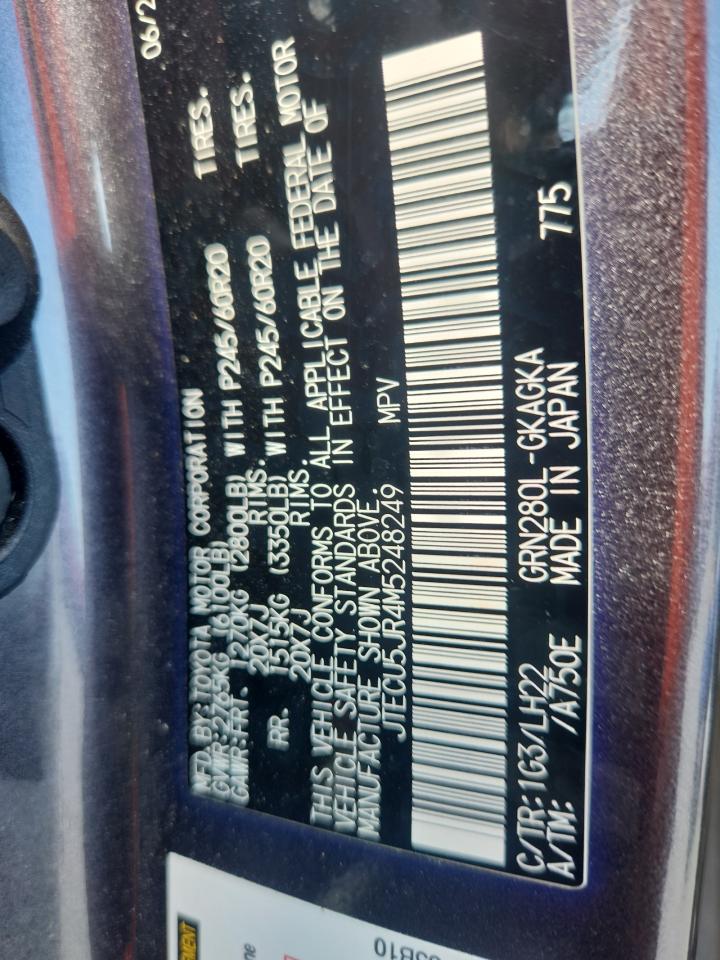 MFD.BY:TOYOTA MOTOR CORPORATION 06/2
GVWR:2765KG (6100LB)
GAWR:FRT. 1270KG (2800LB) WITH P245/60R20 TIRES.
20X7J RIMS.
RR. 1515KG (3350LB) WITH P245/60R20 TIRES.
20X7J RIMS.
THIS VEHICLE CONFORMS TO ALL APPLICABLE FEDERAL MOTOR
VEHICLE SAFETY STANDARDS IN EFFECT ON THE DATE OF
MANUFACTURE SHOWN ABOVE.
JTECU5JR4M5248249 MPV
C/TR:1G3/LH22 GRN280L-GKAGKA 775
A/TM: /A750E MADE IN JAPAN